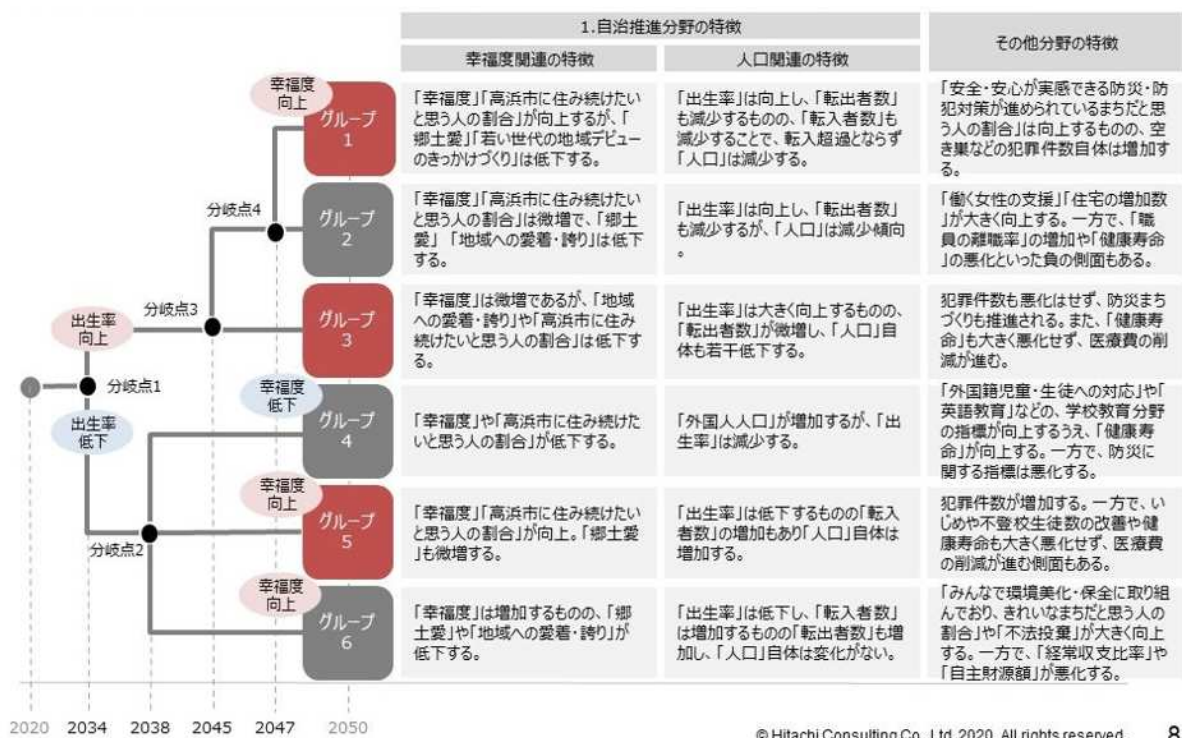 1.自治推進分野の特徴
その他分野の特徴
幸福度関連の特徴
人口関連の特徴
幸福度
向上
グループ
1
「幸福度」「高浜市に住み続けたい
と思う人の割合」が向上するが、「
郷土愛」「若い世代の地域デビュー
のきっかけづくり」は低下する。
「出生率」は向上し、「転出者数」
も減少するものの、「転入者数」も
減少することで、転入超過とならず
「人口」は減少する。
「安全・安心が実感できる防災・防
犯対策が進められているまちだと思
う人の割合」は向上するものの、空
き巣などの犯罪件数自体は増加す
る。
分岐点4
グループ
2
「幸福度」「高浜市に住み続けたい
と思う人の割合」は微増で、「郷土
愛」 「地域への愛着・誇り」は低下
する。
「出生率」は向上し、「転出者数」
も減少するが、「人口」は減少傾向
。
「働く女性の支援」「住宅の増加数
」が大きく向上する。一方で、「職
員の離職率」の増加や「健康寿命
」の悪化といった負の側面もある。
出生率
向上
分岐点3
グループ
3
「幸福度」は微増であるが、「地域
への愛着・誇り」や「高浜市に住み
続けたいと思う人の割合」は低下す
る。
「出生率」は大きく向上するものの、
「転出者数」が微増し、「人口」自
体も若干低下する。
犯罪件数も悪化はせず、防災まち
づくりも推進される。また、「健康寿
命」も大きく悪化せず、医療費の削
減が進む。
分岐点1
出生率
低下
幸福度
低下
グループ
4
「幸福度」や「高浜市に住み続けた
いと思う人の割合」が低下する。
「外国人人口」が増加するが、「出
生率」は減少する。
「外国籍児童・生徒への対応」や「
英語教育」などの、学校教育分野
の指標が向上するうえ、「健康寿
命」が向上する。一方で、防災に
関する指標は悪化する。
幸福度
向上
分岐点2
グループ
5
「幸福度」「高浜市に住み続けたい
と思う人の割合」が向上。「郷土愛
」も微増する。
「出生率」は低下するものの「転入
者数」の増加もあり「人口」自体は
増加する。
犯罪件数が増加する。一方で、い
じめや不登校生徒数の改善や健
康寿命も大きく悪化せず、医療費
の削減が進む側面もある。
幸福度
向上
グループ
6
「幸福度」は増加するものの、「郷
土愛」や「地域への愛着・誇り」が
低下する。
「出生率」は低下し、「転入者数」
は増加するものの「転出者数」も増
加し、「人口」自体は変化がない。
「みんなで環境美化・保全に取り組
んでおり、きれいなまちだと思う人の
割合」や「不法投棄」が大きく向上
する。一方で、「経常収支比率」や
「自主財源額」が悪化する。
2020 2034 2038 2045 2047 2050
© Hitachi Consulting Co., Ltd. 2020. All rights reserved. 8